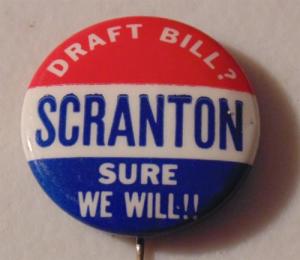 DRAFT BILL?
SCRANTON
SURE
WE WILL!!